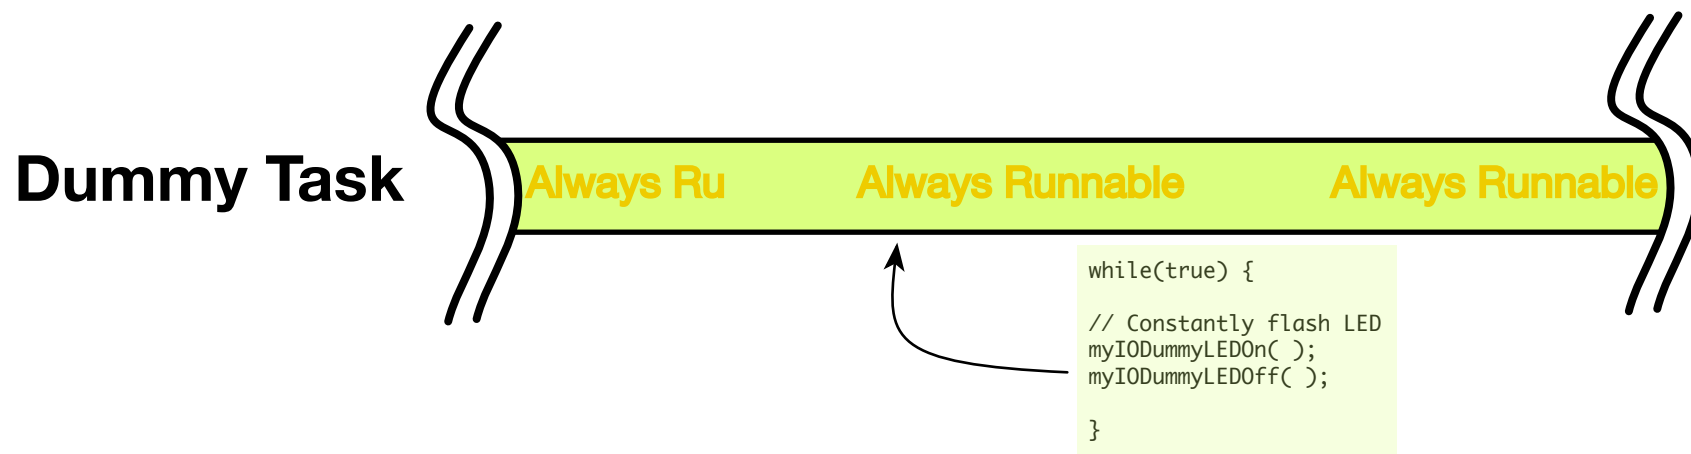 Dummy Task
Always Ru
Always Runnable
Always Runnable
while(true) {
// Constantly flash LED
myIODummyLEDOn( );
myIODummyLEDOff( );
}